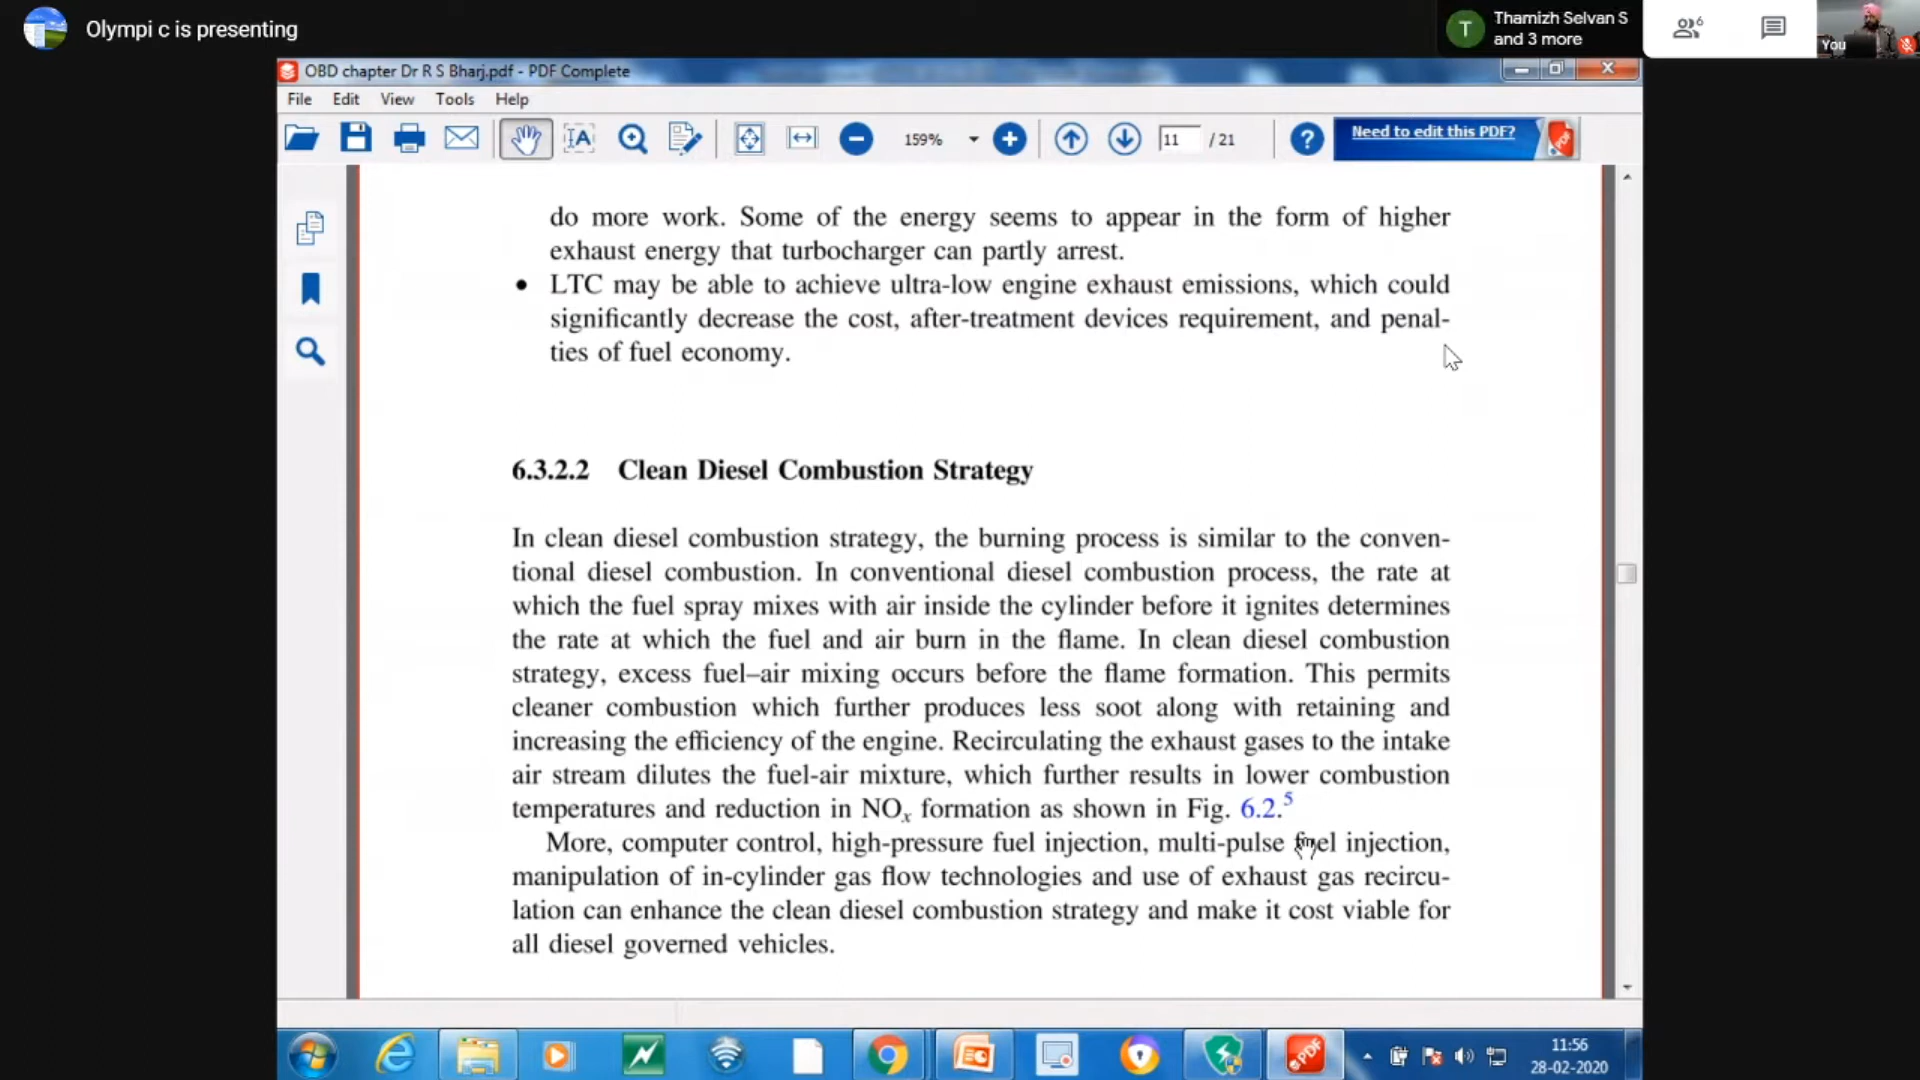 Olympi c is presenting
T
Thamizh Selvan S
and 3 more
6
You
OBD chapter Dr R S Bharj.pdf - PDF Complete
File Edit View Tools Help
159%
11 / 21
Need to edit this PDF?
do more work. Some of the energy seems to appear in the form of higher
exhaust energy that turbocharger can partly arrest.
• LTC may be able to achieve ultra-low engine exhaust emissions, which could
significantly decrease the cost, after-treatment devices requirement, and penal-
ties of fuel economy.
6.3.2.2 Clean Diesel Combustion Strategy
In clean diesel combustion strategy, the burning process is similar to the conven-
tional diesel combustion. In conventional diesel combustion process, the rate at
which the fuel spray mixes with air inside the cylinder before it ignites determines
the rate at which the fuel and air burn in the flame. In clean diesel combustion
strategy, excess fuel–air mixing occurs before the flame formation. This permits
cleaner combustion which further produces less soot along with retaining and
increasing the efficiency of the engine. Recirculating the exhaust gases to the intake
air stream dilutes the fuel-air mixture, which further results in lower combustion
temperatures and reduction in NOx formation as shown in Fig. 6.2.5
More, computer control, high-pressure fuel injection, multi-pulse fuel injection,
manipulation of in-cylinder gas flow technologies and use of exhaust gas recircu-
lation can enhance the clean diesel combustion strategy and make it cost viable for
all diesel governed vehicles.
PDF
11:56
28-02-2020